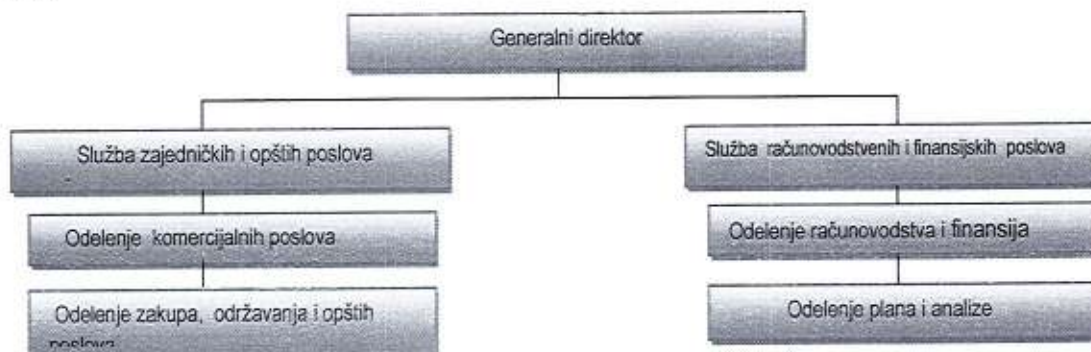 Generalni direktor
Služba zajedničkih i opštih poslova
Služba računovodstvenih i finansijskih poslova
Odelenje komercijalnih poslova
Odelenje računovodstva i finansija
Odelenje zakupa, održavanja i opštih
poslova
Odelenje plana i analize